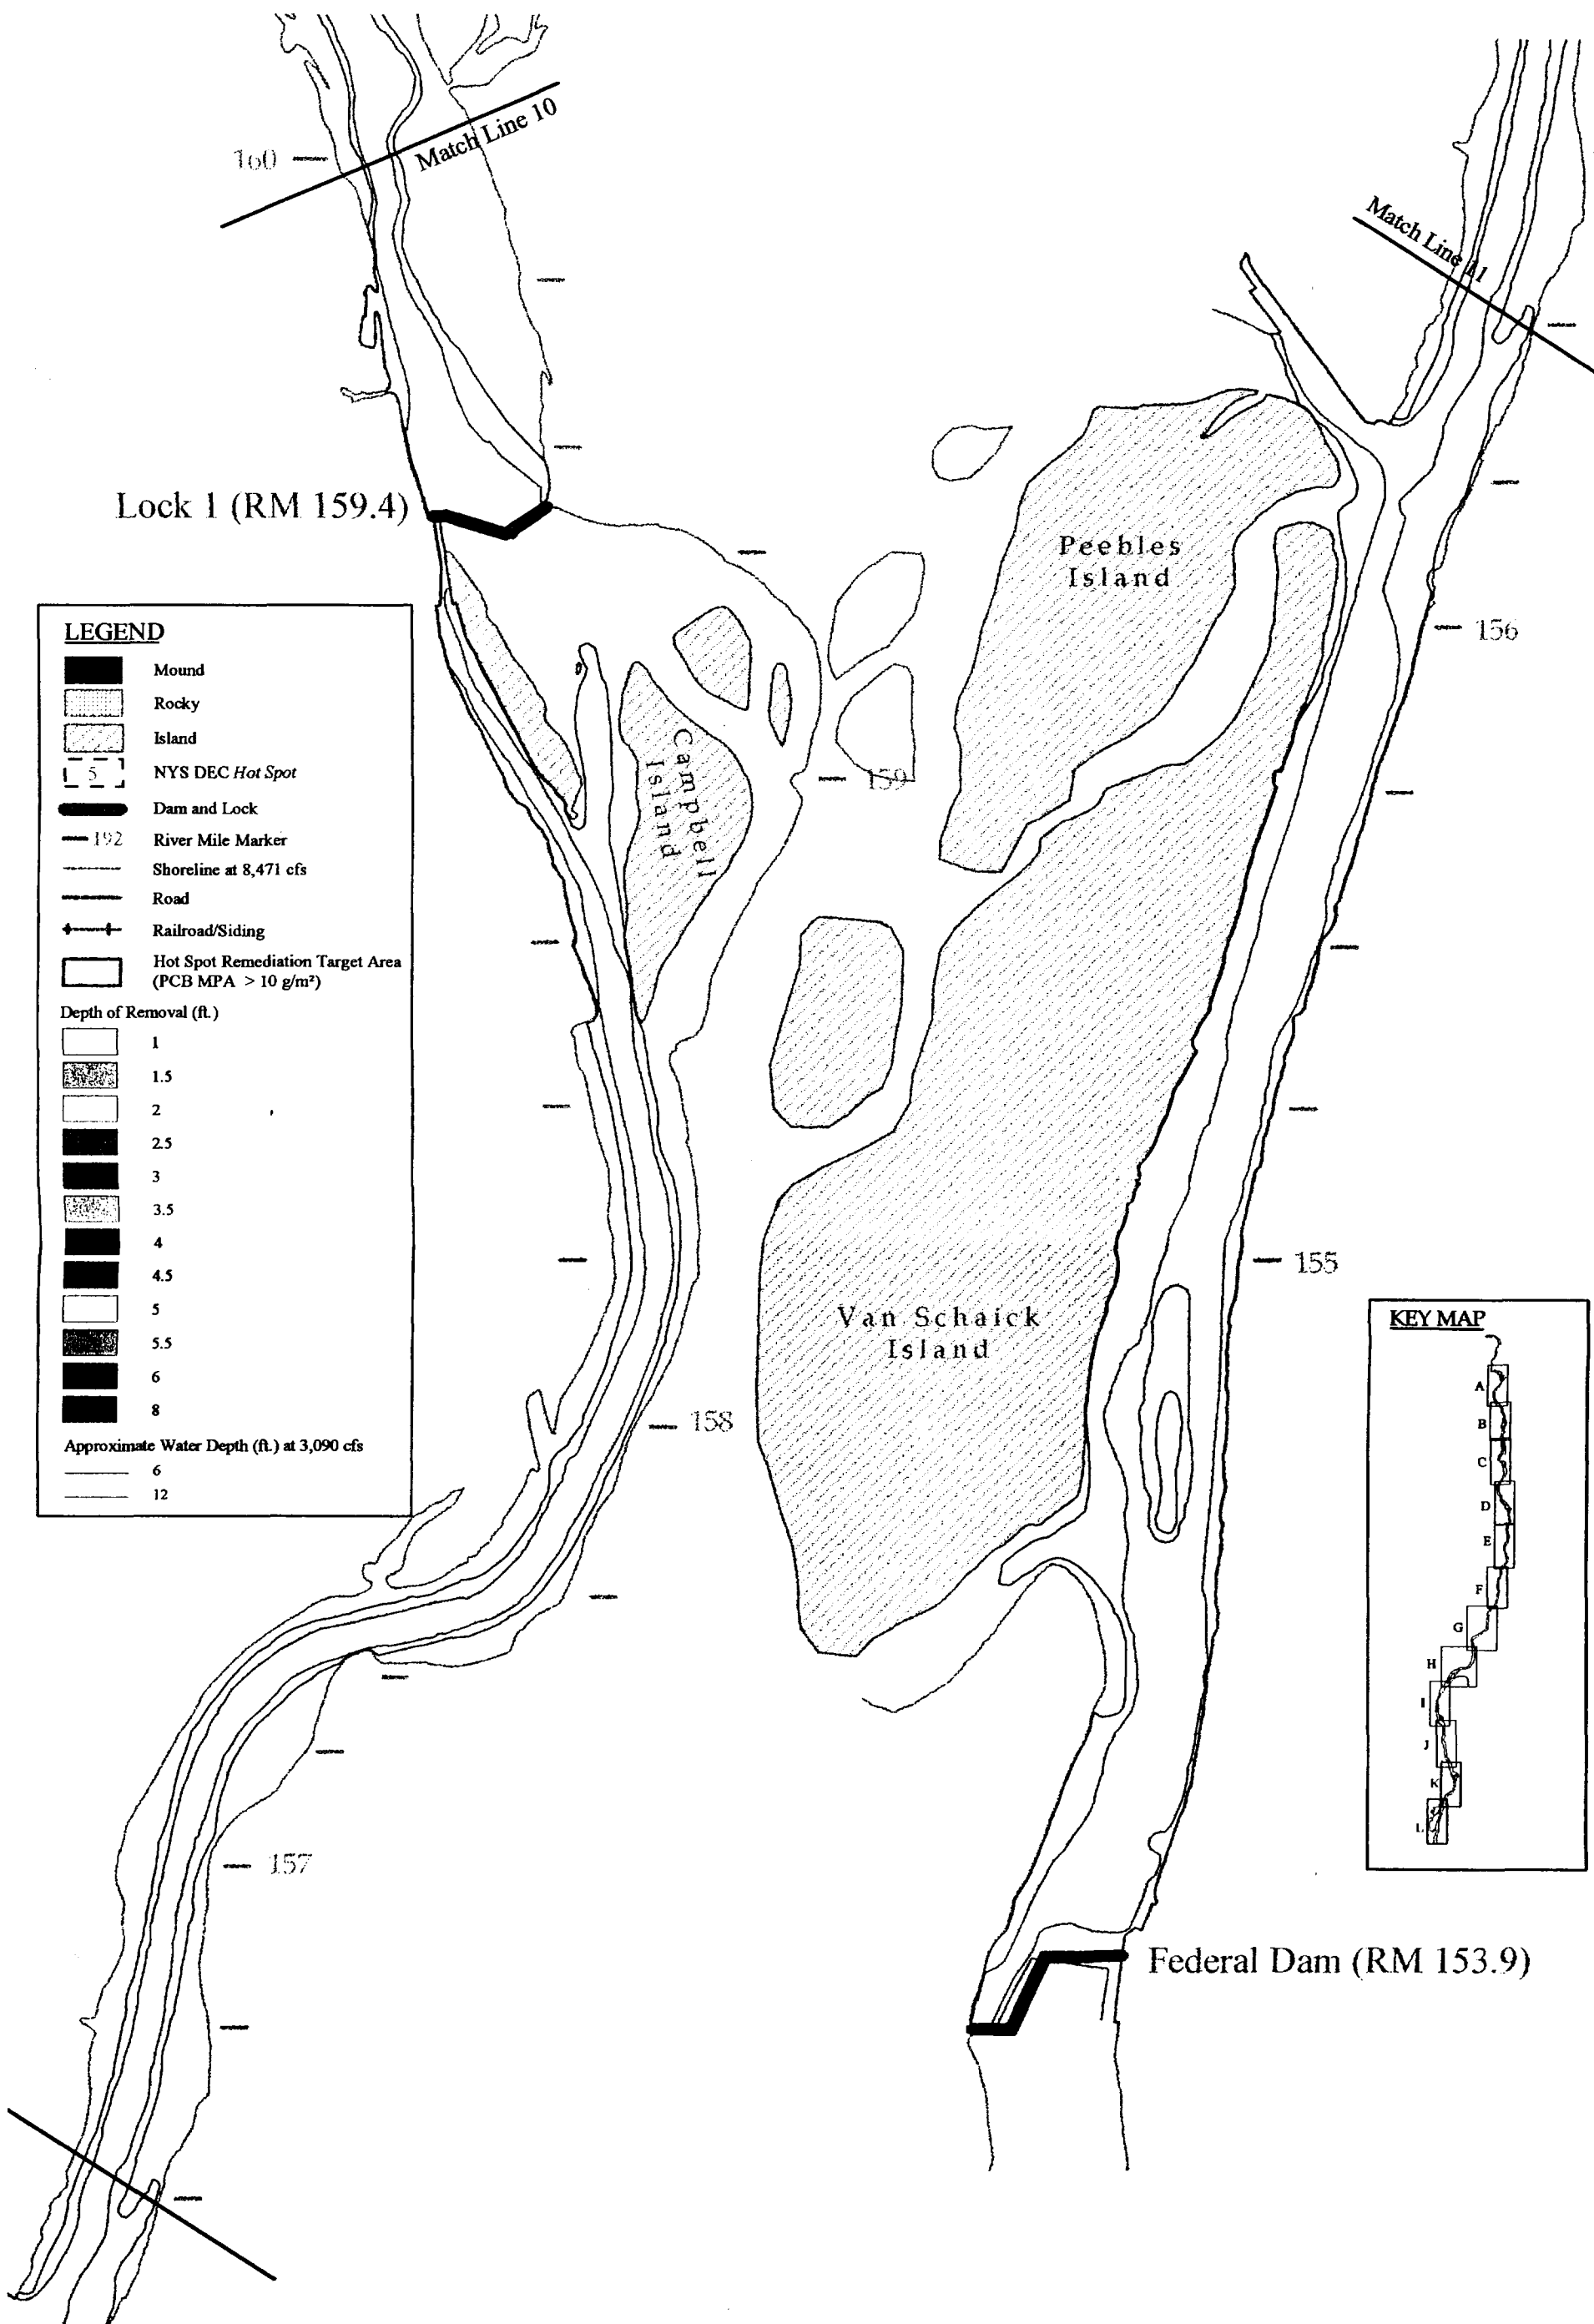 160
Match Line 10
Match Line 11
Lock 1 (RM 159.4)
Peebles
Island
156
159
Campbell
Island
LEGEND
Mound
Rocky
Island
5
NYS DEC Hot Spot
Dam and Lock
192
River Mile Marker
Shoreline at 8,471 cfs
Road
Railroad/Siding
Hot Spot Remediation Target Area
(PCB MPA > 10 g/m²)
Depth of Removal (ft.)
1
1.5
2
2.5
3
3.5
4
4.5
5
5.5
6
8
Approximate Water Depth (ft.) at 3,090 cfs
6
12
155
Van Schaick
Island
158
KEY MAP
A
B
C
D
E
F
G
H
I
J
K
L
157
Federal Dam (RM 153.9)